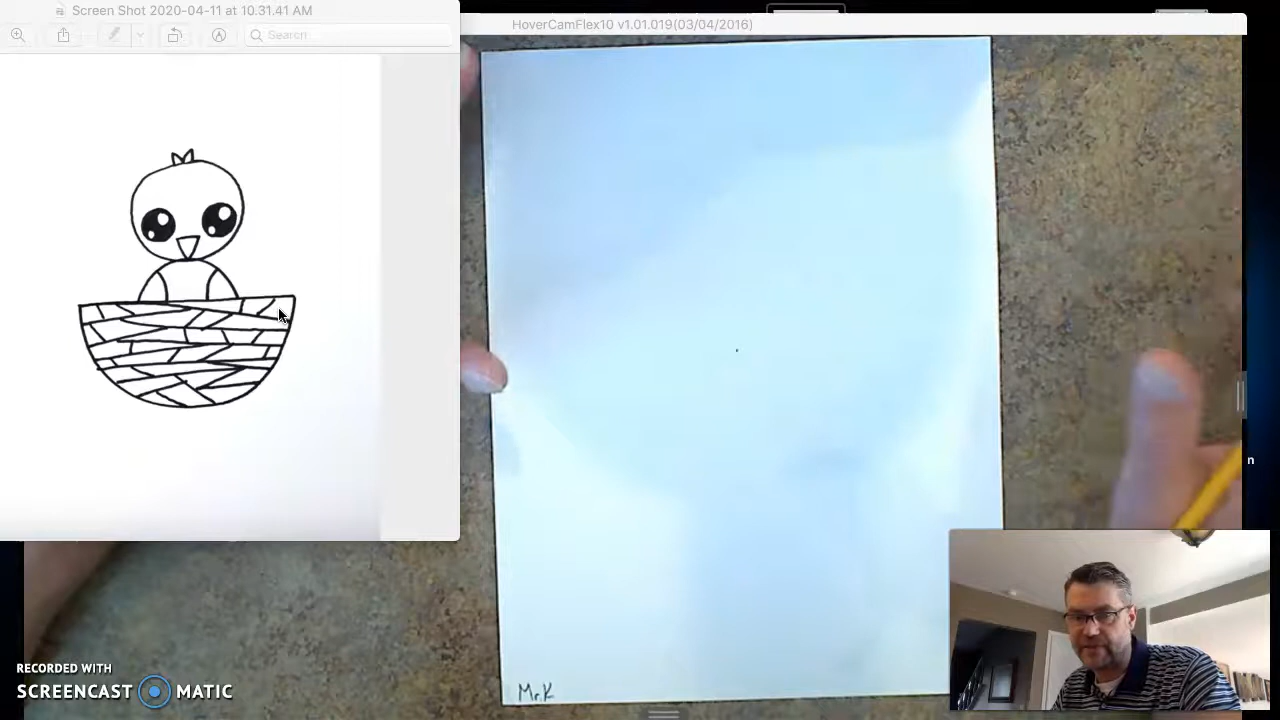 Screen Shot 2020-04-11 at 10.31.41 AM
Search
HoverCamFlex10 v1.01.019(03/04/2016)
n
Mr.K
RECORDED WITH
SCREENCAST MATIC